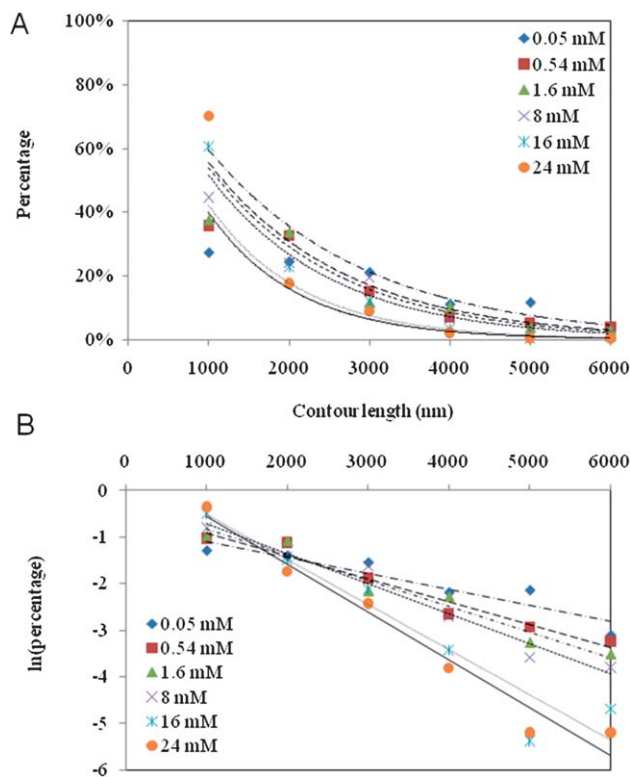 A
100%
80%
60%
40%
20%
0%
Percentage
0.05 mM
0.54 mM
1.6 mM
8 mM
16 mM
24 mM
0 1000 2000 3000 4000 5000 6000
Contour length (nm)
B
0 1000 2000 3000 4000 5000 6000
0
-1
-2
-3
-4
-5
-6
ln(percentage)
0.05 mM
0.54 mM
1.6 mM
8 mM
16 mM
24 mM